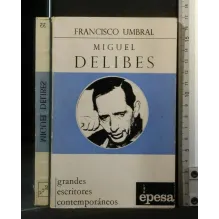 FRANCISCO UMBRAL
MIGUEL
DELIBES
grandes
escritores
contemporáneos
epesa
MIGUEL DELIBES